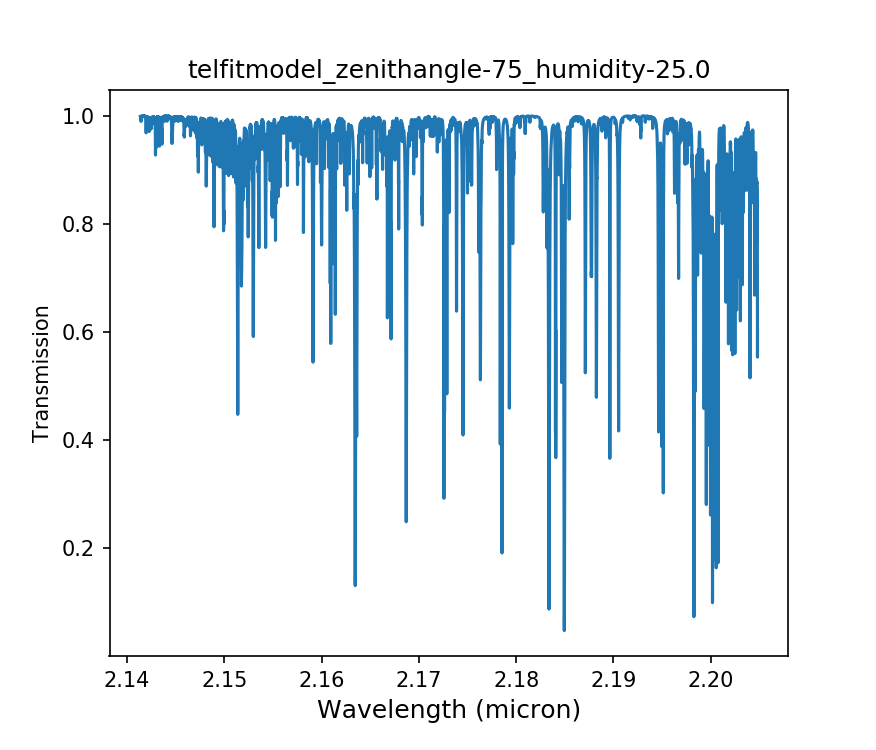 telfitmodel_zenithangle-75_humidity-25.0
1.0
0.8
0.6
0.4
0.2
Transmission
2.14 2.15 2.16 2.17 2.18 2.19 2.20
Wavelength (micron)